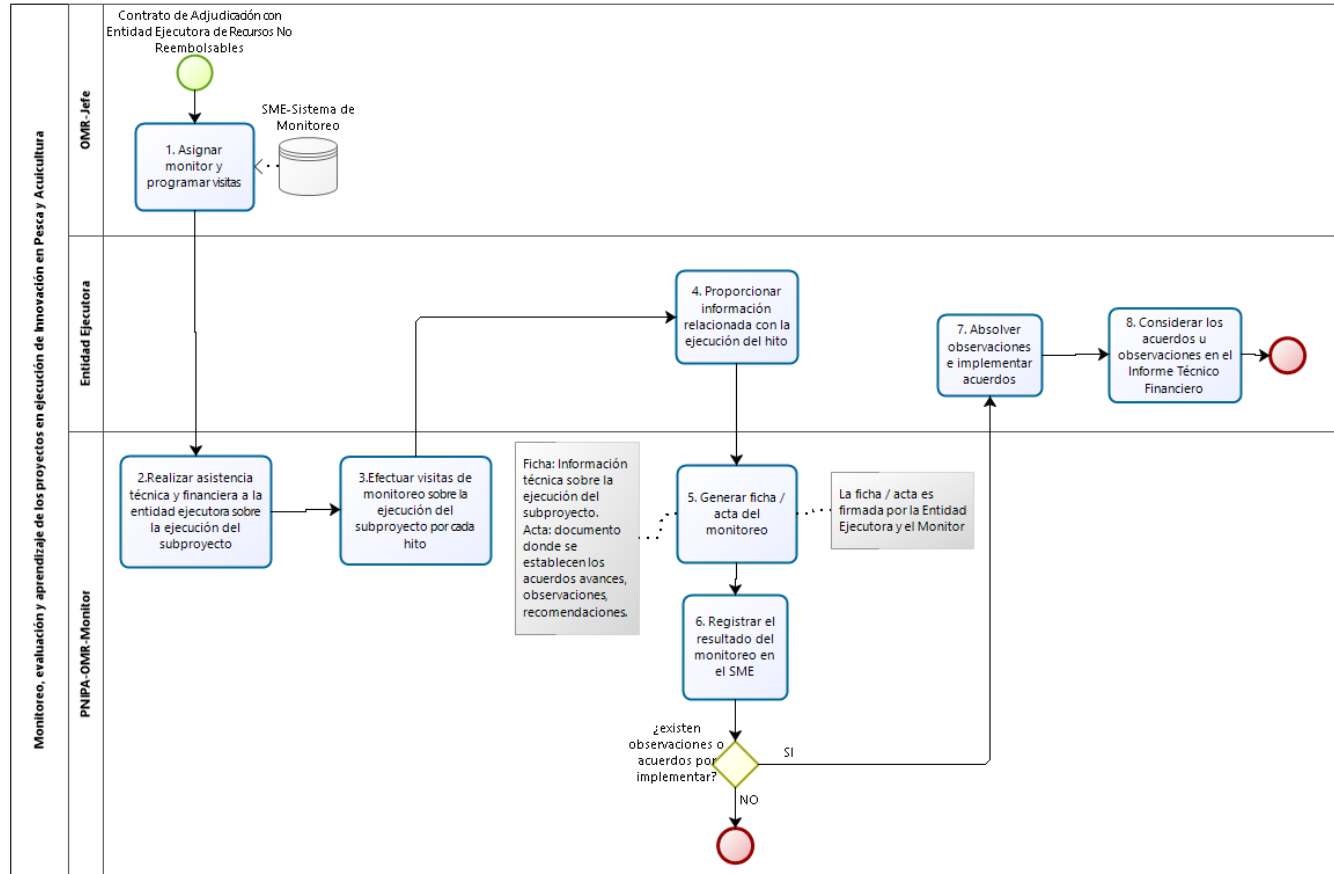 Monitoreo, evaluación y aprendizaje de los proyectos en ejecución de Innovación en Pesca y Acuicultura
OMR-Jefe
Contrato de Adjudicación con
Entidad Ejecutora de Recursos No
Reembolsables
SME-Sistema de
Monitoreo
1. Asignar
monitor y
programar visitas
Entidad Ejecutora
4. Proporcionar
información
relacionada con la
ejecución del hito
7. Absolver
observaciones
e implementar
acuerdos
8. Considerar los
acuerdos u
observaciones en el
Informe Técnico
Financiero
PNIPA-OMR-Monitor
2.Realizar asistencia
técnica y financiera a la
entidad ejecutora sobre
la ejecución del
subproyecto
3.Efectuar visitas de
monitoreo sobre la
ejecución del
subproyecto por cada
hito
Ficha: Información
técnica sobre la
ejecución del
subproyecto.
Acta: documento
donde se
establecen los
acuerdos avances,
observaciones,
recomendaciones.
5. Generar ficha /
acta del
monitoreo
La ficha / acta es
firmada por la Entidad
Ejecutora y el Monitor
6. Registrar el
resultado del
monitoreo en
el SME
¿existen
observaciones o
acuerdos por
implementar?
SI
NO